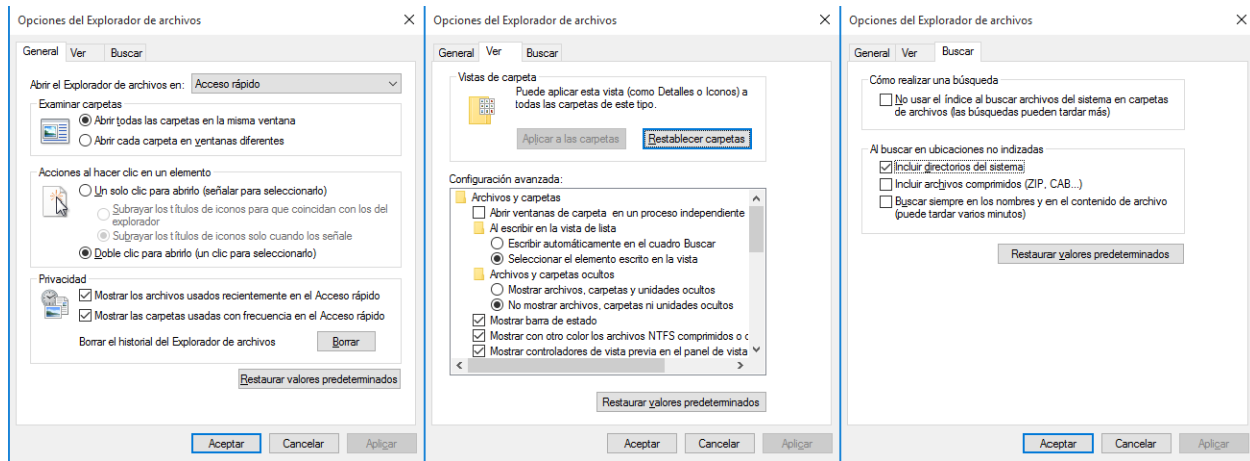 Opciones del Explorador de archivos
General Ver Buscar
Abrir el Explorador de archivos en: Acceso rápido
Examinar carpetas
Abrir todas las carpetas en la misma ventana
Abrir cada carpeta en ventanas diferentes
Acciones al hacer clic en un elemento
Un solo clic para abrirlo (señalar para seleccionarlo)
Subrayar los títulos de iconos para que coincidan con los del
explorador
Subrayar los títulos de iconos solo cuando los señale
Doble clic para abrirlo (un clic para seleccionarlo)
Privacidad
Mostrar los archivos usados recientemente en el Acceso rápido
Mostrar las carpetas usadas con frecuencia en el Acceso rápido
Borrar el historial del Explorador de archivos Borrar
Restaurar valores predeterminados
Aceptar Cancelar Aplicar
Opciones del Explorador de archivos
General Ver Buscar
Vistas de carpeta
Puede aplicar esta vista (como Detalles o Iconos) a
todas las carpetas de este tipo.
Aplicar a las carpetas Restablecer carpetas
Configuración avanzada:
Archivos y carpetas
Abrir ventanas de carpeta en un proceso independiente
Al escribir en la vista de lista
Escribir automáticamente en el cuadro Buscar
Seleccionar el elemento escrito en la vista
Archivos y carpetas ocultos
Mostrar archivos, carpetas y unidades ocultos
No mostrar archivos, carpetas ni unidades ocultos
Mostrar barra de estado
Mostrar con otro color los archivos NTFS comprimidos o c
Mostrar controladores de vista previa en el panel de vista
Restaurar valores predeterminados
Aceptar Cancelar Aplicar
Opciones del Explorador de archivos
General Ver Buscar
Cómo realizar una búsqueda
No usar el índice al buscar archivos del sistema en carpetas
de archivos (las búsquedas pueden tardar más)
Al buscar en ubicaciones no indizadas
Incluir directorios del sistema
Incluir archivos comprimidos (ZIP, CAB...)
Buscar siempre en los nombres y en el contenido de archivo
(puede tardar varios minutos)
Restaurar valores predeterminados
Aceptar Cancelar Aplicar